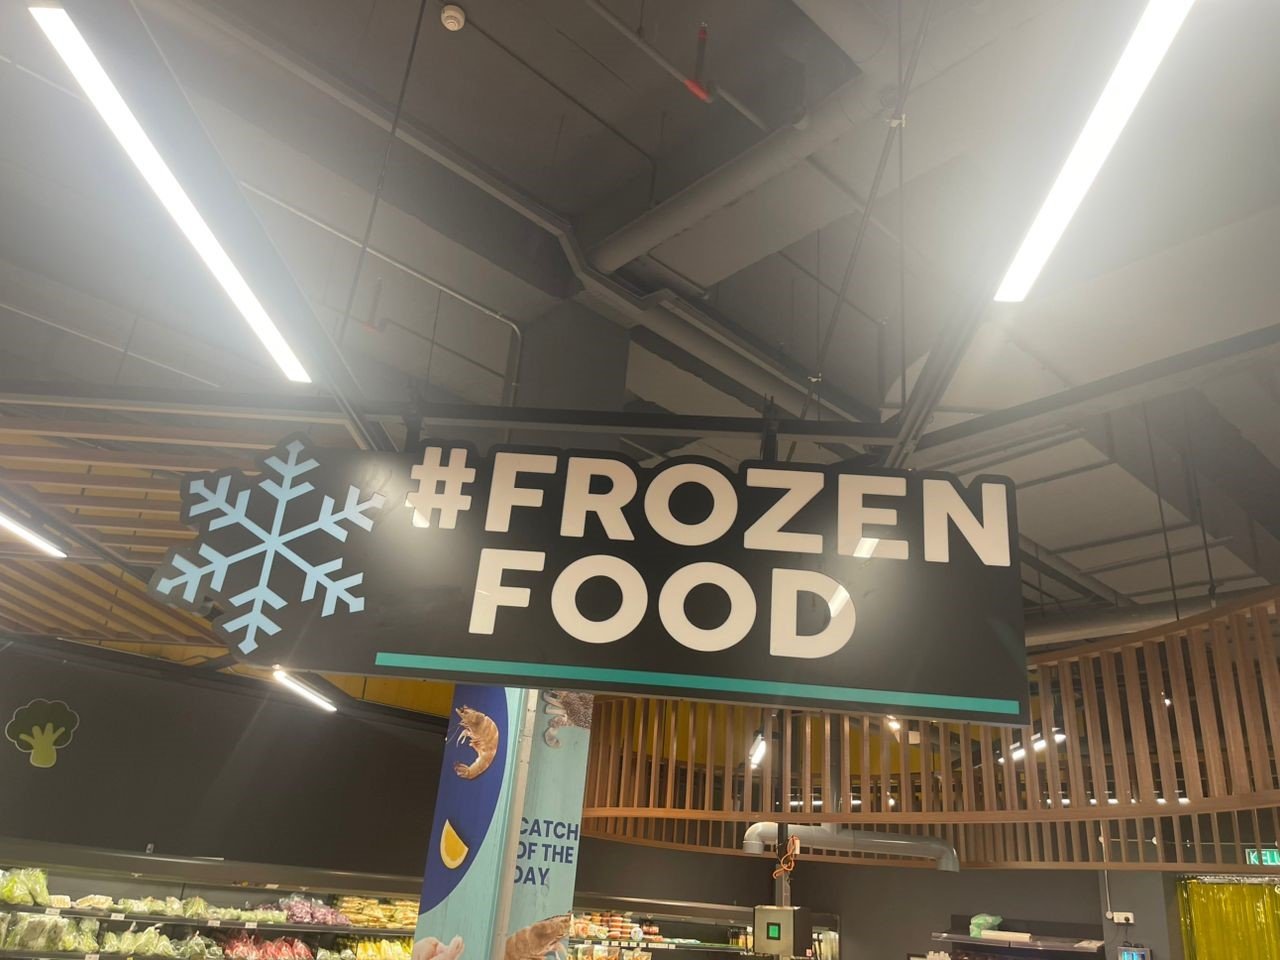 #FROZEN
FOOD
CATCH
OF THE
DAY